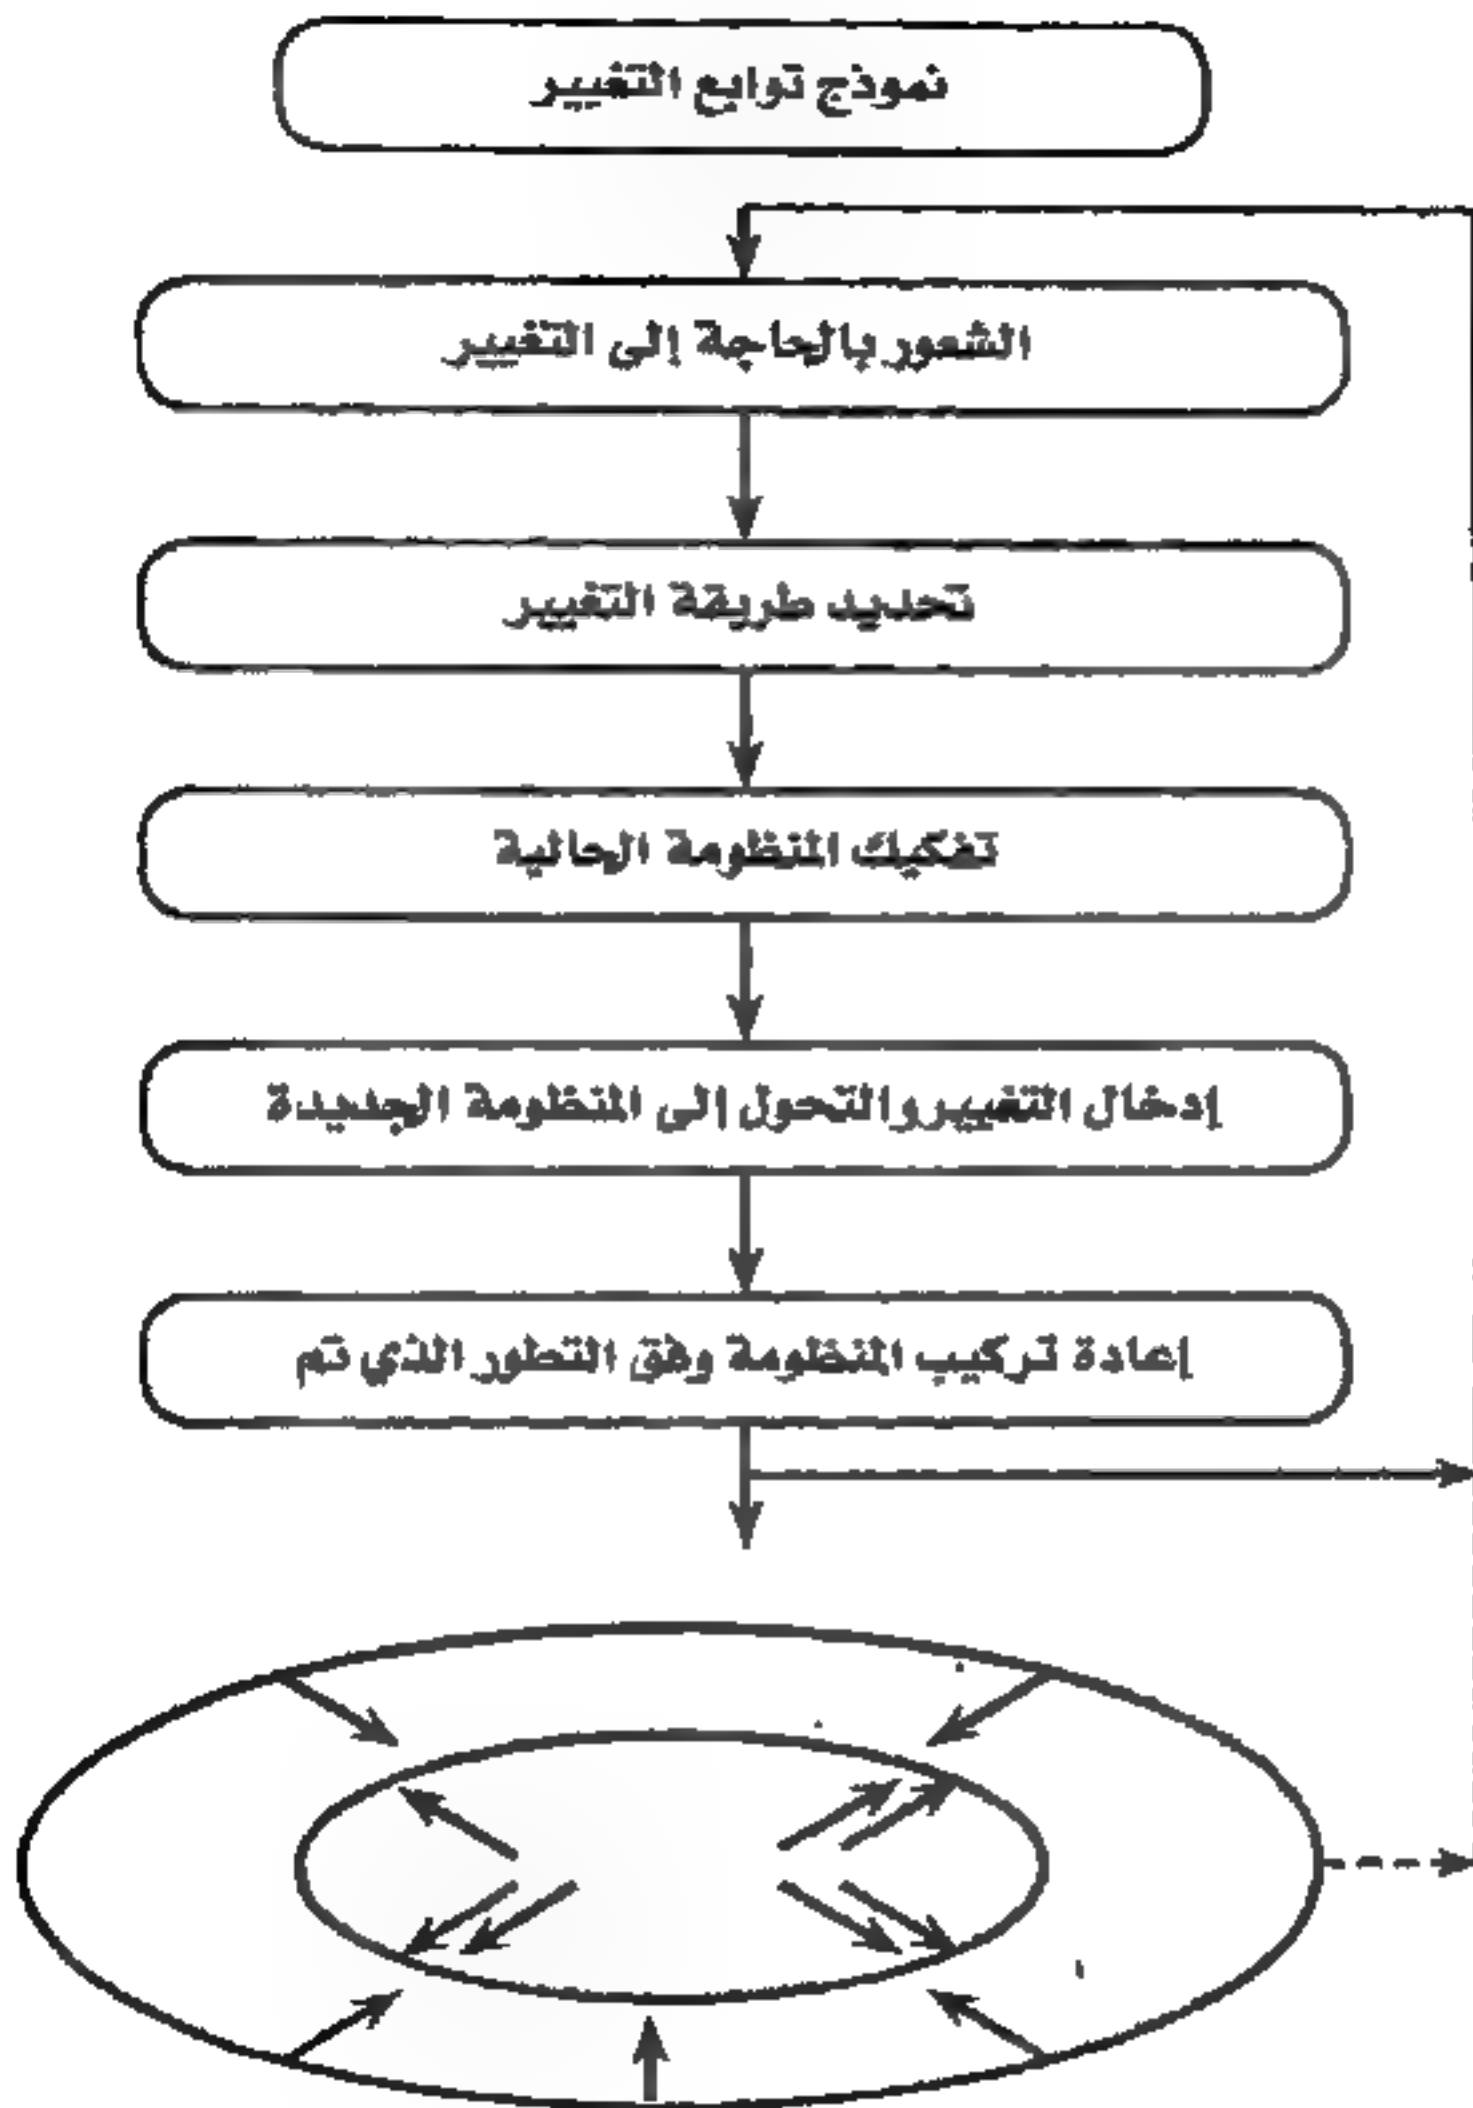 نموذج توابع التغيير
الشعور بالحاجة إلى التغيير
تحديد طريقة التغيير
تفكيك المنظومة الحالية
إدخال التغيير والتحول إلى المنظومة الجديدة
إعادة تركيب المنظومة وفق التطور الذي تم